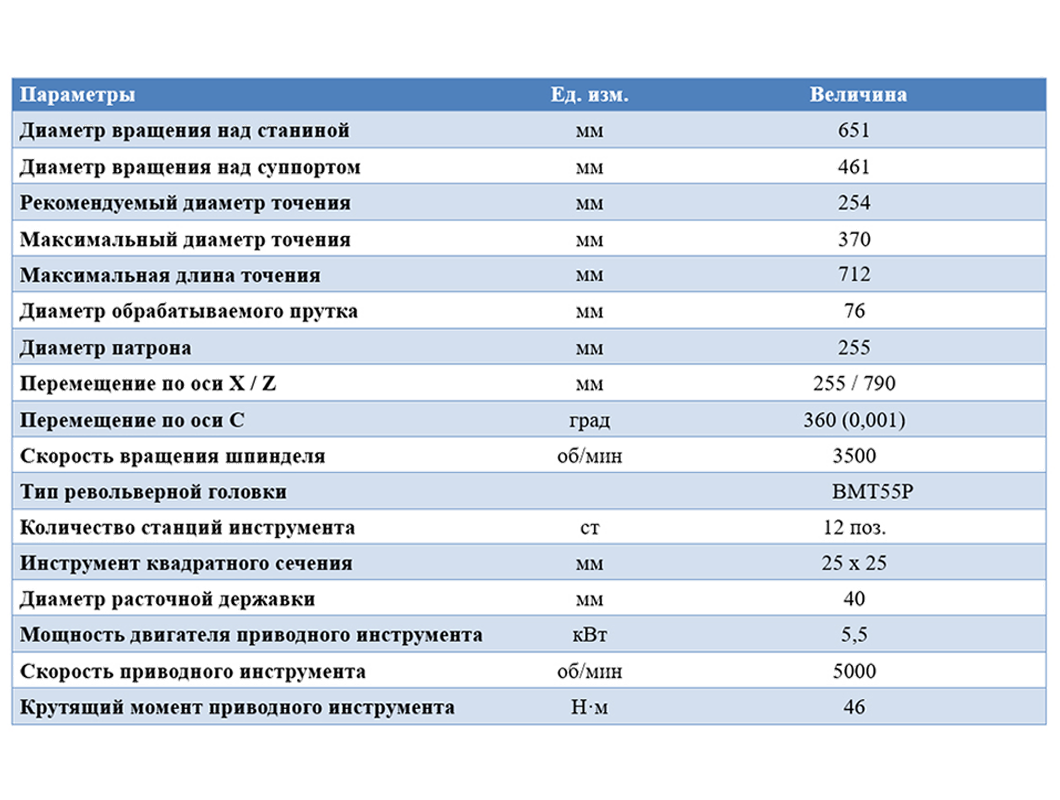 Параметры Ед. изм. Величина
Диаметр вращения над станиной мм 651
Диаметр вращения над суппортом мм 461
Рекомендуемый диаметр точения мм 254
Максимальный диаметр точения мм 370
Максимальная длина точения мм 712
Диаметр обрабатываемого прутка мм 76
Диаметр патрона мм 255
Перемещение по оси X / Z мм 255 / 790
Перемещение по оси С град 360 (0,001)
Скорость вращения шпинделя об/мин 3500
Тип револьверной головки BMT55P
Количество станций инструмента ст 12 поз.
Инструмент квадратного сечения мм 25 x 25
Диаметр расточной державки мм 40
Мощность двигателя приводного инструмента кВт 5,5
Скорость приводного инструмента об/мин 5000
Крутящий момент приводного инструмента Н·м 46